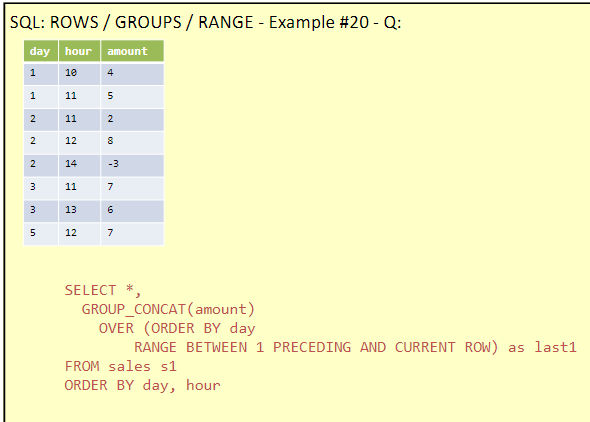 SQL: ROWS / GROUPS / RANGE - Example #20 - Q:
day hour amount
1 10 4
1 11 5
2 11 2
2 12 8
2 14 -3
3 11 7
3 13 6
5 12 7
SELECT *,
GROUP_CONCAT(amount)
OVER (ORDER BY day
RANGE BETWEEN 1 PRECEDING AND CURRENT ROW) as last1
FROM sales s1
ORDER BY day, hour